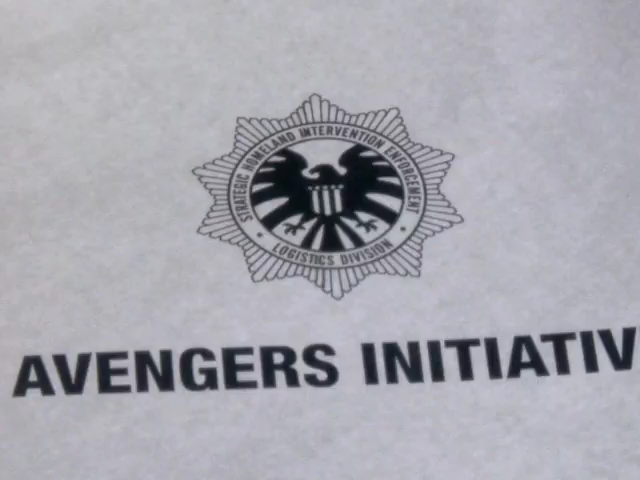 STRATEGIC HOMELAND INTERVENTION ENFORCEMENT
LOGISTICS DIVISION
AVENGERS INITIATIV